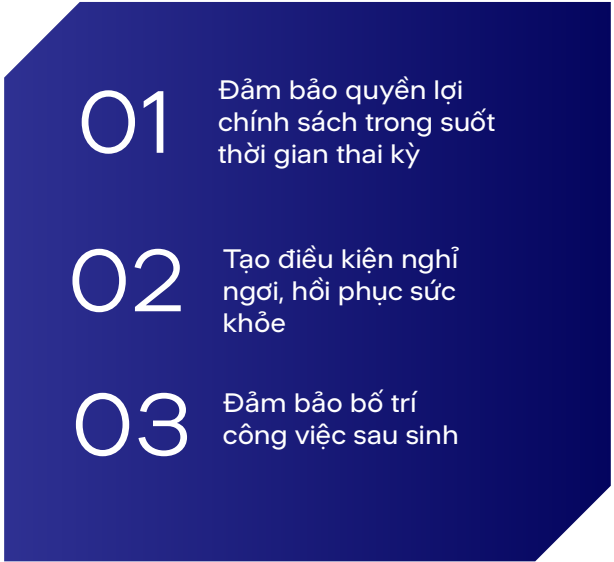 01
Đảm bảo quyền lợi
chính sách trong suốt
thời gian thai kỳ
02
Tạo điều kiện nghỉ
ngơi, hồi phục sức
khỏe
03
Đảm bảo bố trí
công việc sau sinh